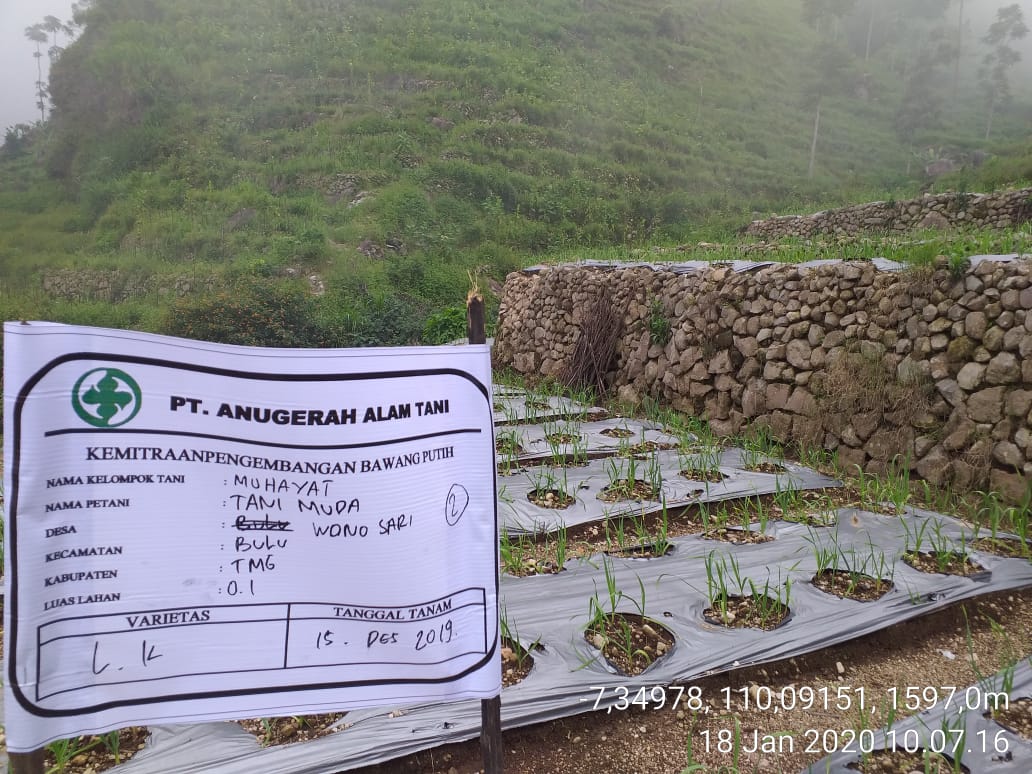 PT. ANUGERAH ALAM TANI
KEMITRAANPENGEMBANGAN BAWANG PUTIH
NAMA KELOMPOK TANI : MUHAYAT
NAMA PETANI : TANI MUDA 2
DESA : Bulu WONO SARI
KECAMATAN : BULU
KABUPATEN : TMG
LUAS LAHAN : 0.1
VARIETAS TANGGAL TANAM
L. K 15. DES 2019.
-7,34978, 110,09151, 1597,0m
18 Jan 2020 10.07.16